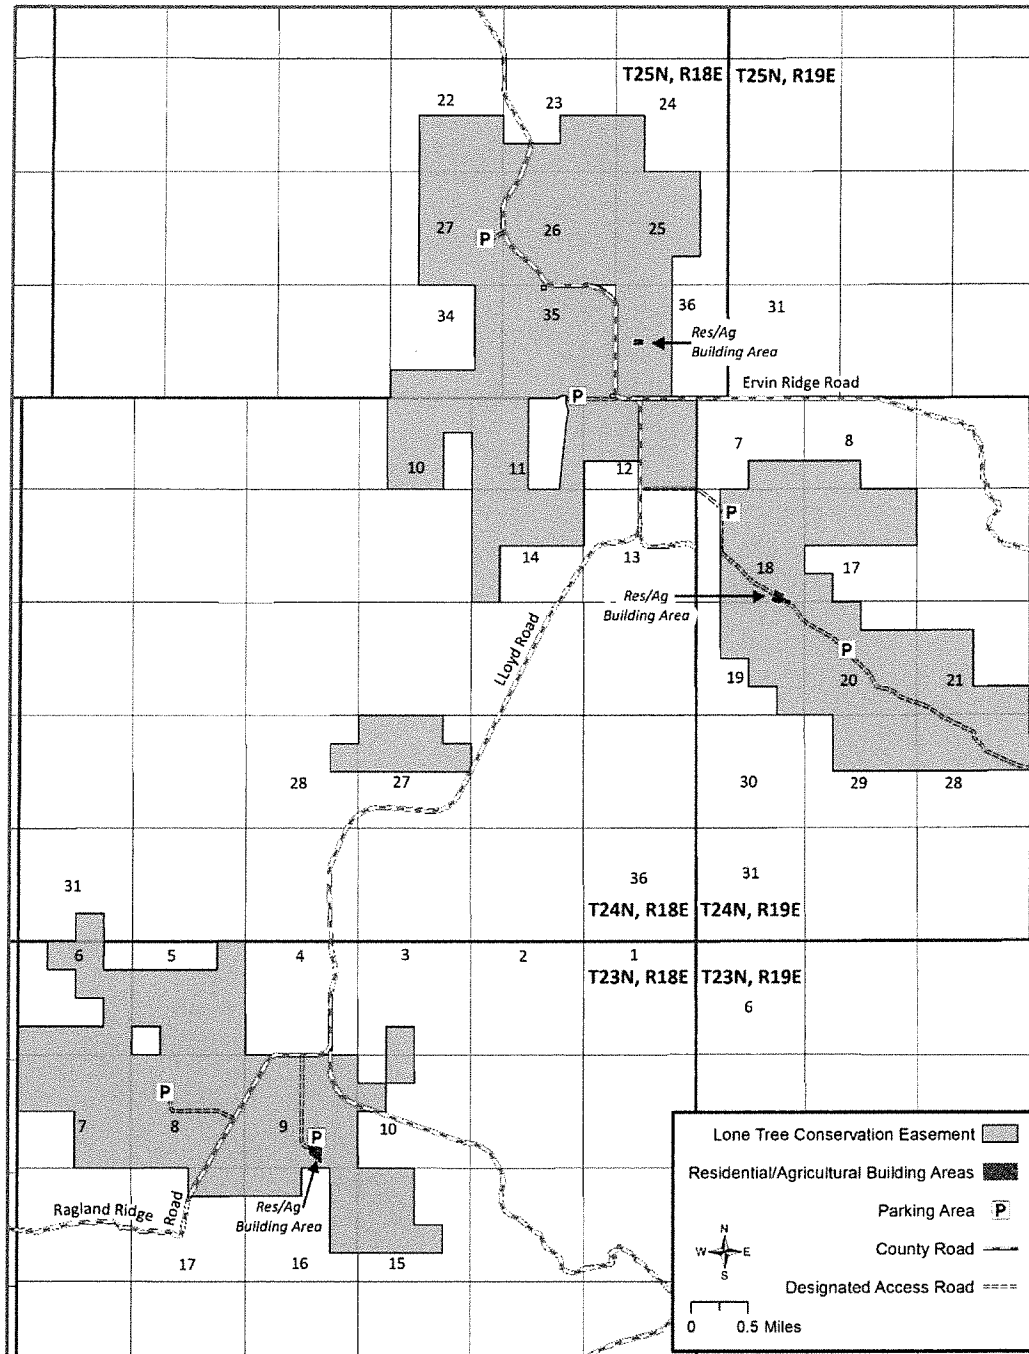 T25N, R18E T25N, R19E
22 23 24
27 26 25
P
34 35 36 31
Res/Ag
Building Area
Ervin Ridge Road
P
7 8
10 11 12
P
14 13 18 17
Res/Ag
Building Area
LLoyd Road
P
19 20 21
28 27 30 29 28
31 36 31
T24N, R18E T24N, R19E
6 5 4 3 2 1
T23N, R18E T23N, R19E
6
P
7 8 9 10
P
Ragland Ridge Road
Res/Ag
Building Area
17 16 15
Lone Tree Conservation Easement
Residential/Agricultural Building Areas
Parking Area P
County Road
Designated Access Road
N
W E
S
0 0.5 Miles